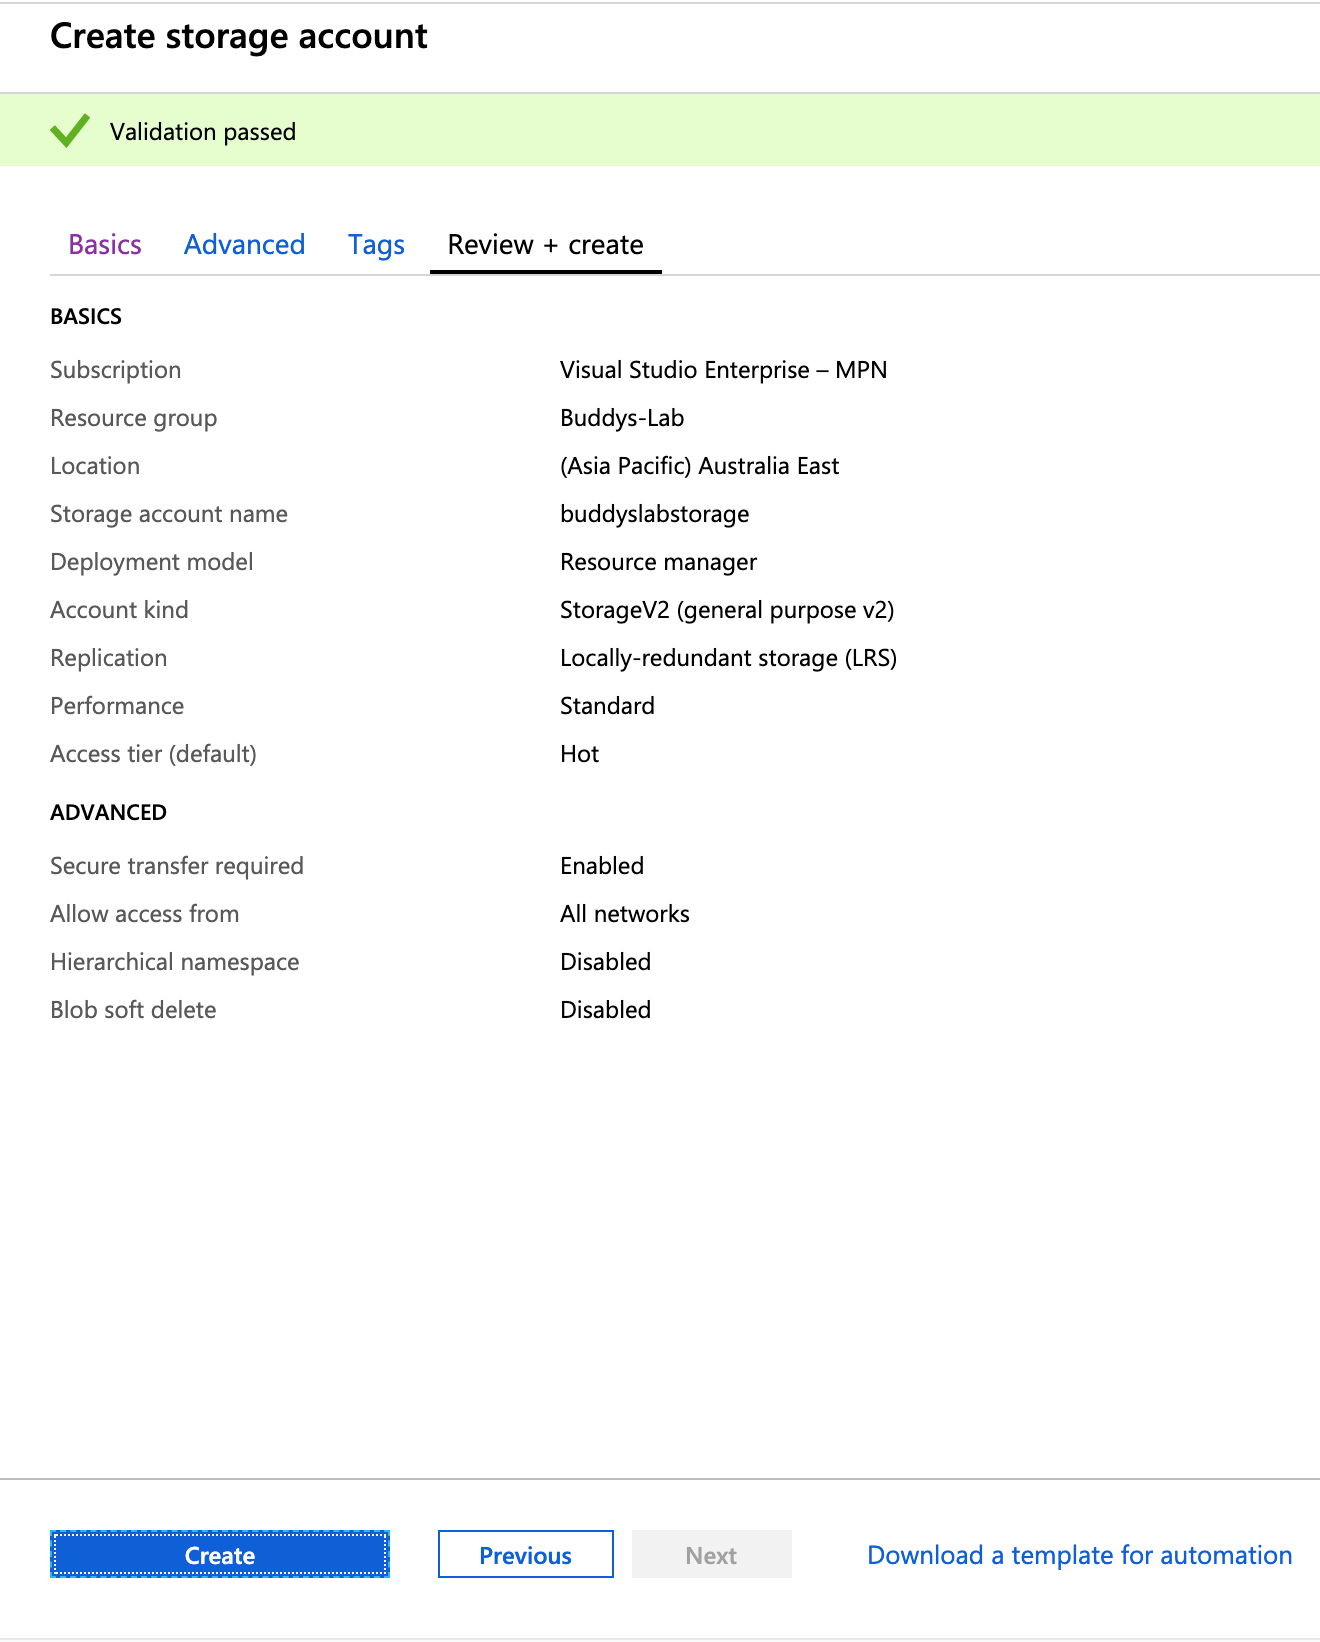 Create storage account
Validation passed
Basics Advanced Tags Review + create
BASICS
Subscription Visual Studio Enterprise – MPN
Resource group Buddys-Lab
Location (Asia Pacific) Australia East
Storage account name buddyslabstorage
Deployment model Resource manager
Account kind StorageV2 (general purpose v2)
Replication Locally-redundant storage (LRS)
Performance Standard
Access tier (default) Hot
ADVANCED
Secure transfer required Enabled
Allow access from All networks
Hierarchical namespace Disabled
Blob soft delete Disabled
Create Previous Next Download a template for automation